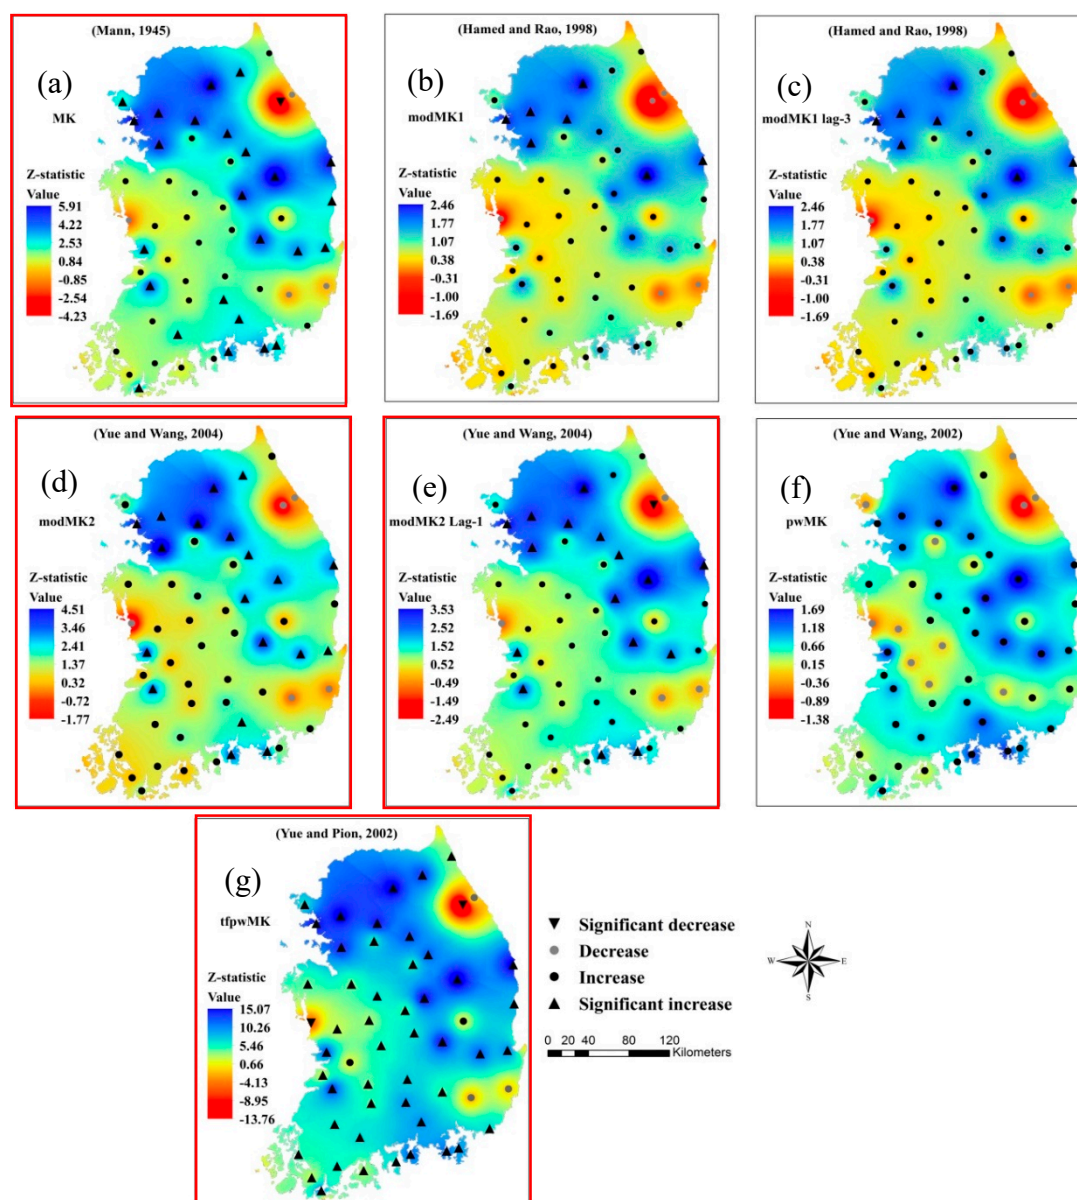 (Mann, 1945)
(a)
MK
Z-statistic
Value
5.91
4.22
2.53
0.84
-0.85
-2.54
-4.23
(Hamed and Rao, 1998)
(b)
modMK1
Z-statistic
Value
2.46
1.77
1.07
0.38
-0.31
-1.00
-1.69
(Hamed and Rao, 1998)
(c)
modMK1 lag-3
Z-statistic
Value
2.46
1.77
1.07
0.38
-0.31
-1.00
-1.69
(Yue and Wang, 2004)
(d)
modMK2
Z-statistic
Value
4.51
3.46
2.41
1.37
0.32
-0.72
-1.77
(Yue and Wang, 2004)
(e)
modMK2 Lag-1
Z-statistic
Value
3.53
2.52
1.52
0.52
-0.49
-1.49
-2.49
(Yue and Wang, 2002)
(f)
pwMK
Z-statistic
Value
1.69
1.18
0.66
0.15
-0.36
-0.89
-1.38
(Yue and Pion, 2002)
(g)
tfpwMK
Z-statistic
Value
15.07
10.26
5.46
0.66
-4.13
-8.95
-13.76
Significant decrease
Decrease
Increase
Significant increase
0 20 40 80 120
Kilometers
N
W E
S